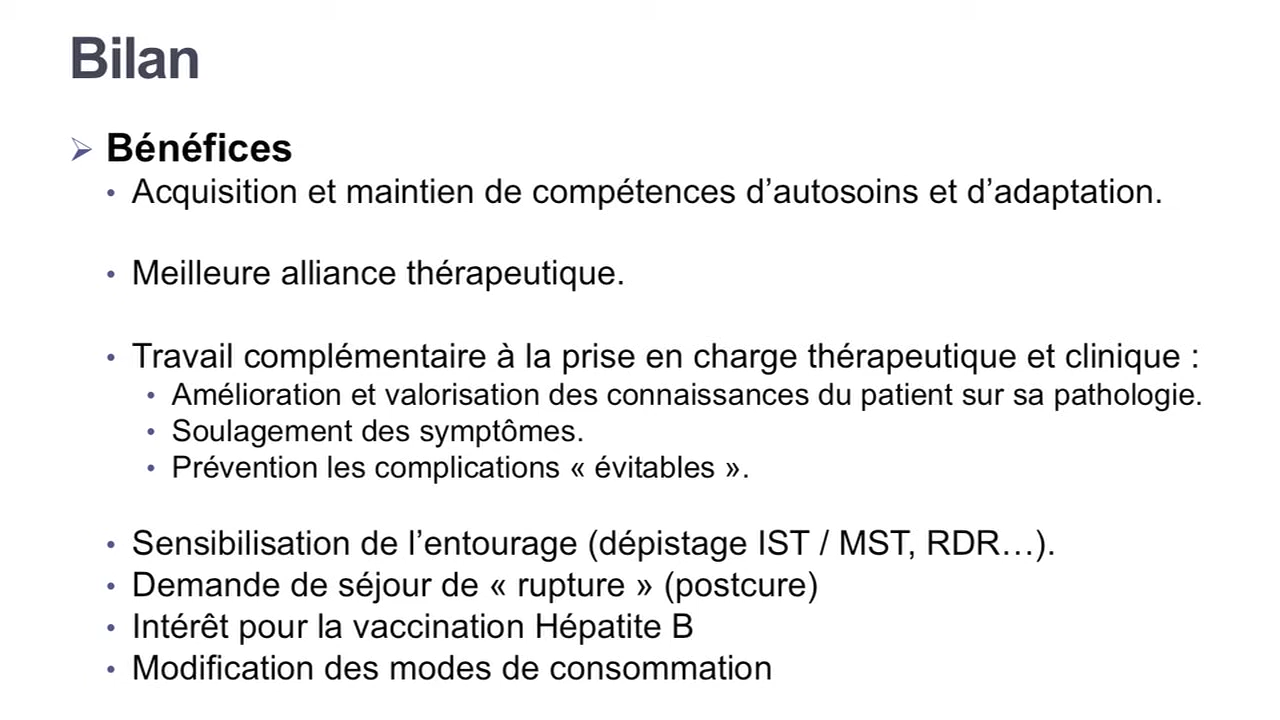 Bilan
➢ Bénéfices
• Acquisition et maintien de compétences d’autosoins et d’adaptation.
• Meilleure alliance thérapeutique.
• Travail complémentaire à la prise en charge thérapeutique et clinique :
• Amélioration et valorisation des connaissances du patient sur sa pathologie.
• Soulagement des symptômes.
• Prévention les complications « évitables ».
• Sensibilisation de l’entourage (dépistage IST / MST, RDR…).
• Demande de séjour de « rupture » (postcure)
• Intérêt pour la vaccination Hépatite B
• Modification des modes de consommation